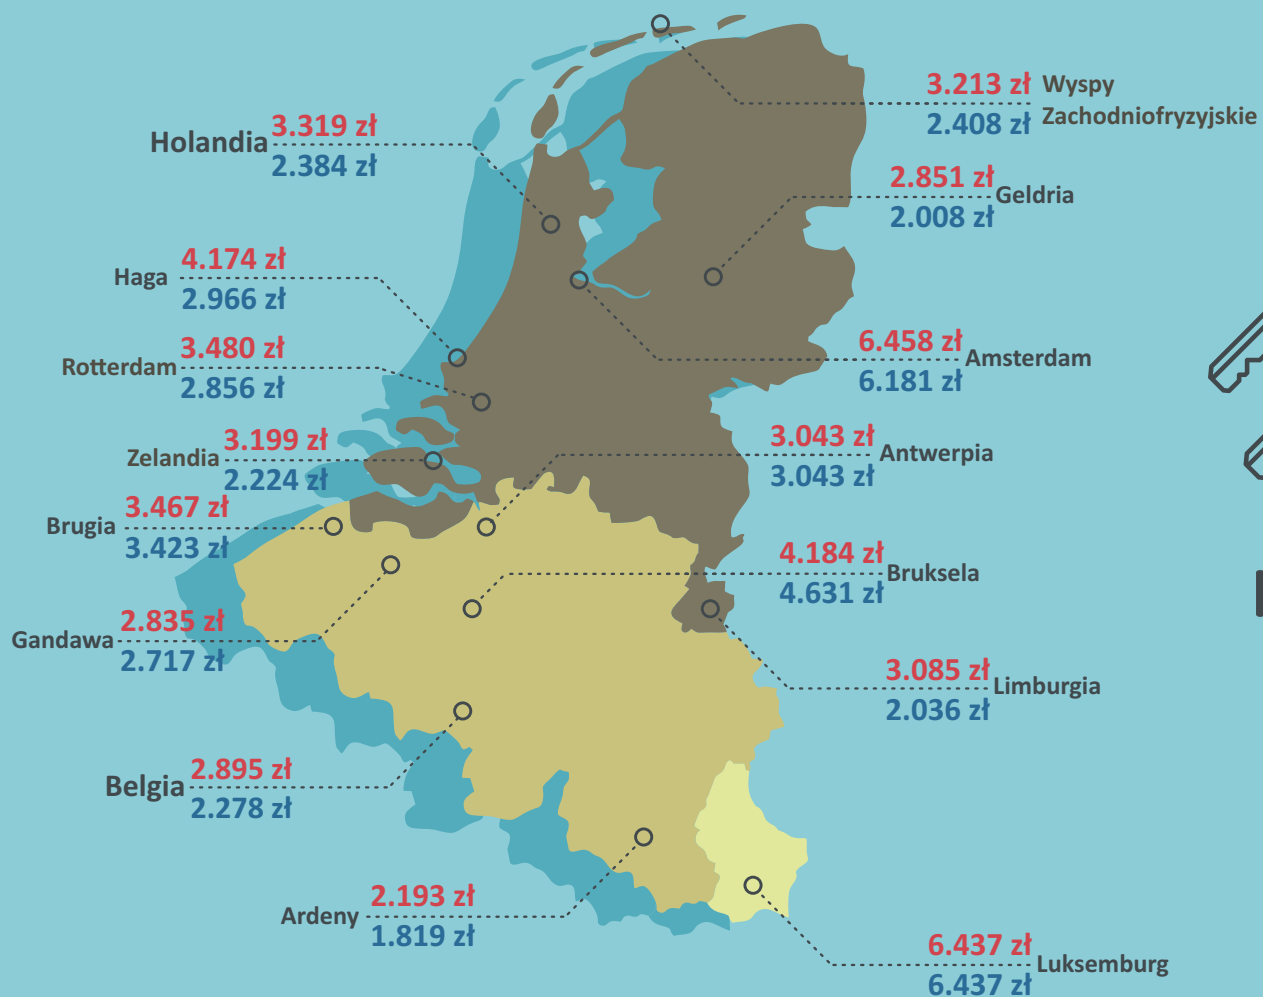 3.213 zł
Wyspy
2.408 zł
Zachodniofryzyjskie
Holandia
3.319 zł
2.384 zł
2.851 zł
Geldria
2.008 zł
Haga
4.174 zł
2.966 zł
Rotterdam
3.480 zł
2.856 zł
6.458 zł
Amsterdam
6.181 zł
Zelandia
3.199 zł
2.224 zł
3.043 zł
Antwerpia
3.043 zł
Brugia
3.467 zł
3.423 zł
4.184 zł
Bruksela
4.631 zł
Gandawa
2.835 zł
2.717 zł
3.085 zł
Limburgia
2.036 zł
Belgia
2.895 zł
2.278 zł
Ardeny
2.193 zł
1.819 zł
6.437 zł
Luksemburg
6.437 zł